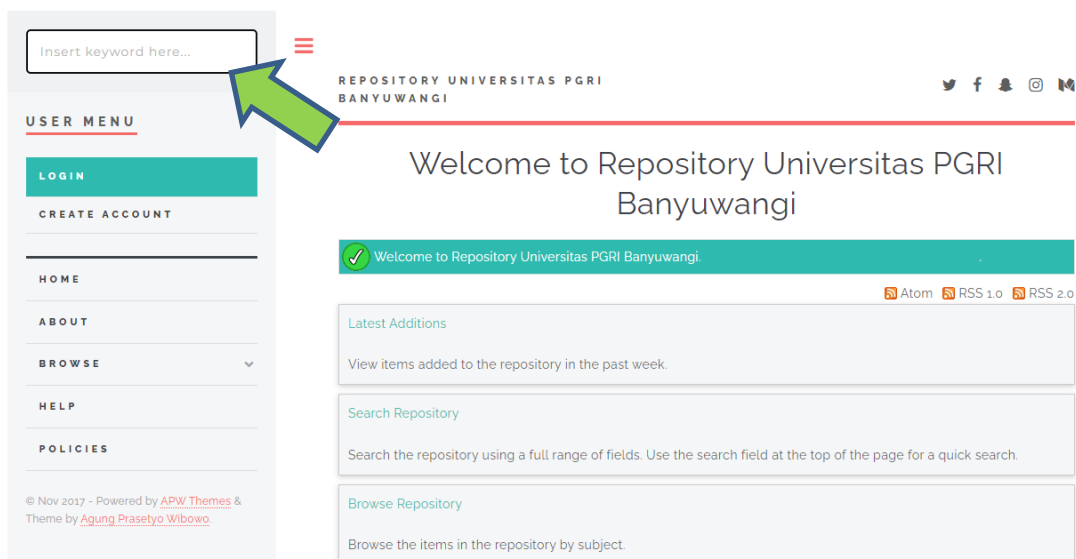 Insert keyword here...
USER MENU
LOGIN
CREATE ACCOUNT
HOME
ABOUT
BROWSE
HELP
POLICIES
© Nov 2017 - Powered by APW Themes &
Theme by Agung Prasetyo Wibowo.
REPOSITORY UNIVERSITAS PGRI
BANYUWANGI
Welcome to Repository Universitas PGRI
Banyuwangi
Welcome to Repository Universitas PGRI Banyuwangi. .
Atom RSS 1.0 RSS 2.0
Latest Additions
View items added to the repository in the past week.
Search Repository
Search the repository using a full range of fields. Use the search field at the top of the page for a quick search.
Browse Repository
Browse the items in the repository by subject.